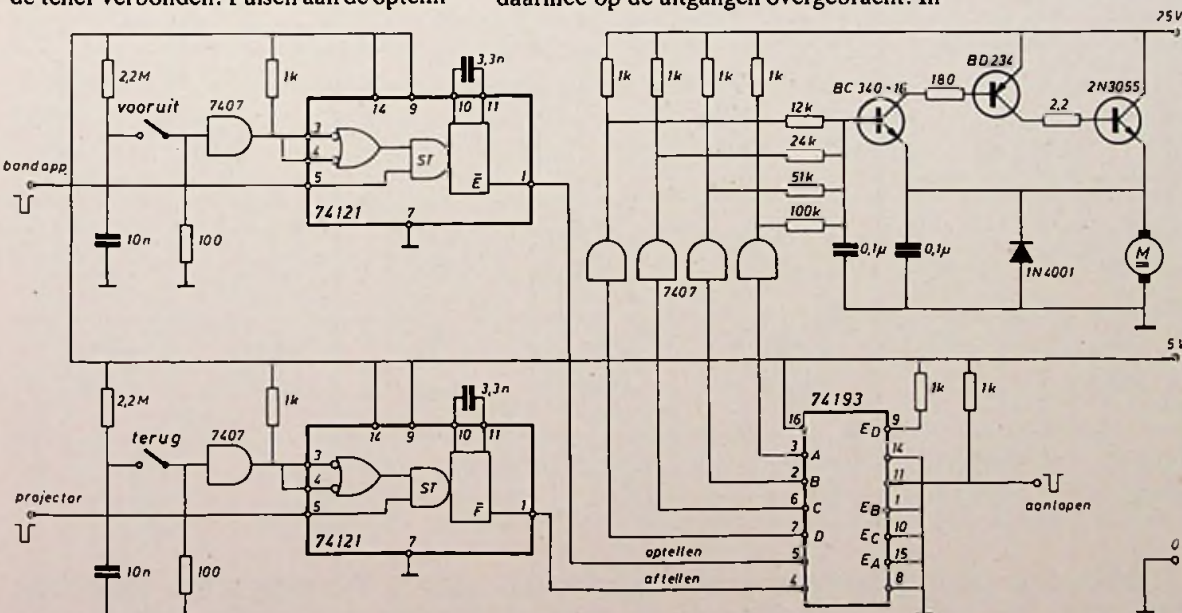 de teller verbonden. Pulsen aan de optelin-
daarmee op de uitgangen overgebracht. In
25V
2,2M
vooruit
1k
7407
14
9
3,3n
10
11
3
4
5
ST
E̅
1
74121
7
bandapp
10n
100
1k
1k
1k
1k
12k
24k
51k
100k
BC 340-16
180
BD234
2,2
2N3055
0,1µ
0,1µ
1N4001
M
7407
5V
2,2M
terug
1k
7407
14
9
3,3n
10
11
3
4
5
ST
F̅
1
74121
7
projector
10n
100
optellen
aftellen
74193
16
3
A
2
B
6
C
7
D
5
4
ED
9
14
11
EB
1
EC
10
EA
15
8
1k
1k
aanlopen
0